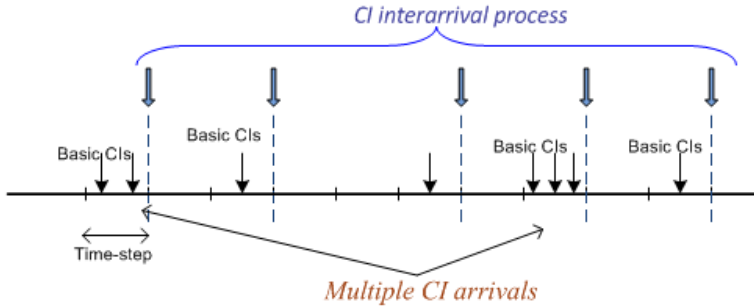 CI interarrival process
Basic CIs
Basic CIs
Basic CIs
Basic CIs
Time-step
Multiple CI arrivals